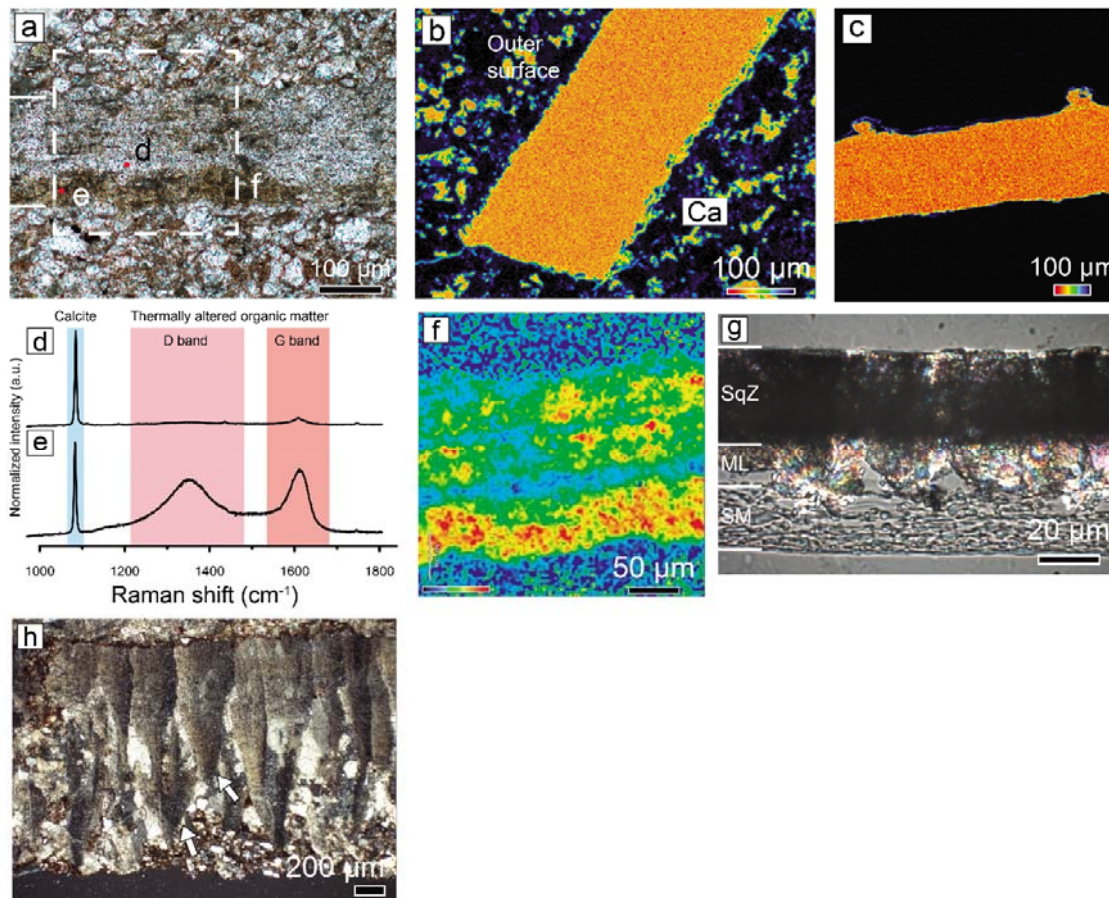 a
d
e
f
100 µm
b
Outer
surface
Ca
100 µm
c
100 µm
Calcite
Thermally altered organic matter
d
D band
G band
e
Normalized intensity (a.u.)
1000
1200
1400
1600
1800
Raman shift (cm⁻¹)
f
50 µm
g
SqZ
ML
SM
20 µm
h
200 µm